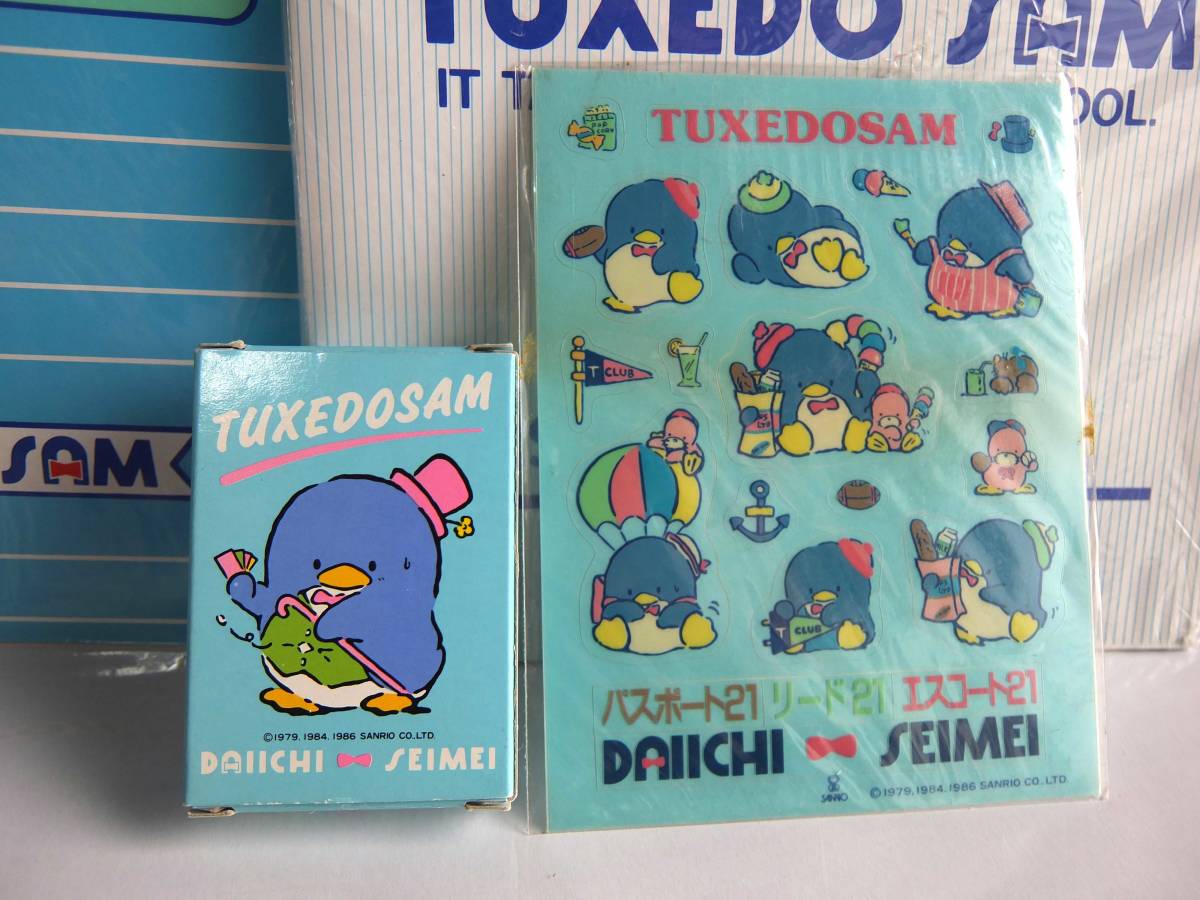 TUXEDO SAM
IT T OOL.
SAM
TUXEDOSAM
©1979, 1984, 1986 SANRIO CO., LTD.
DAIICHI SEIMEI
POP
CORN
TUXEDOSAM
T CLUB
T CLUB
パスポート21 リード21 エスコート21
DAIICHI SEIMEI
SANRIO
©1979, 1984, 1986 SANRIO CO., LTD.